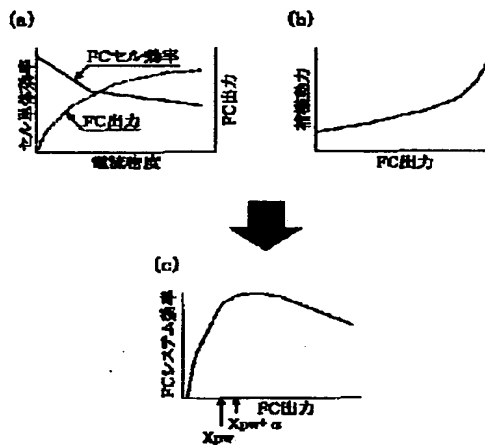 (a)
セル単体効率
FCセル効率
FC出力
FC出力
電流密度
(b)
補機動力
FC出力
(c)
FCシステム効率
FC出力
Xpw+α
Xpw